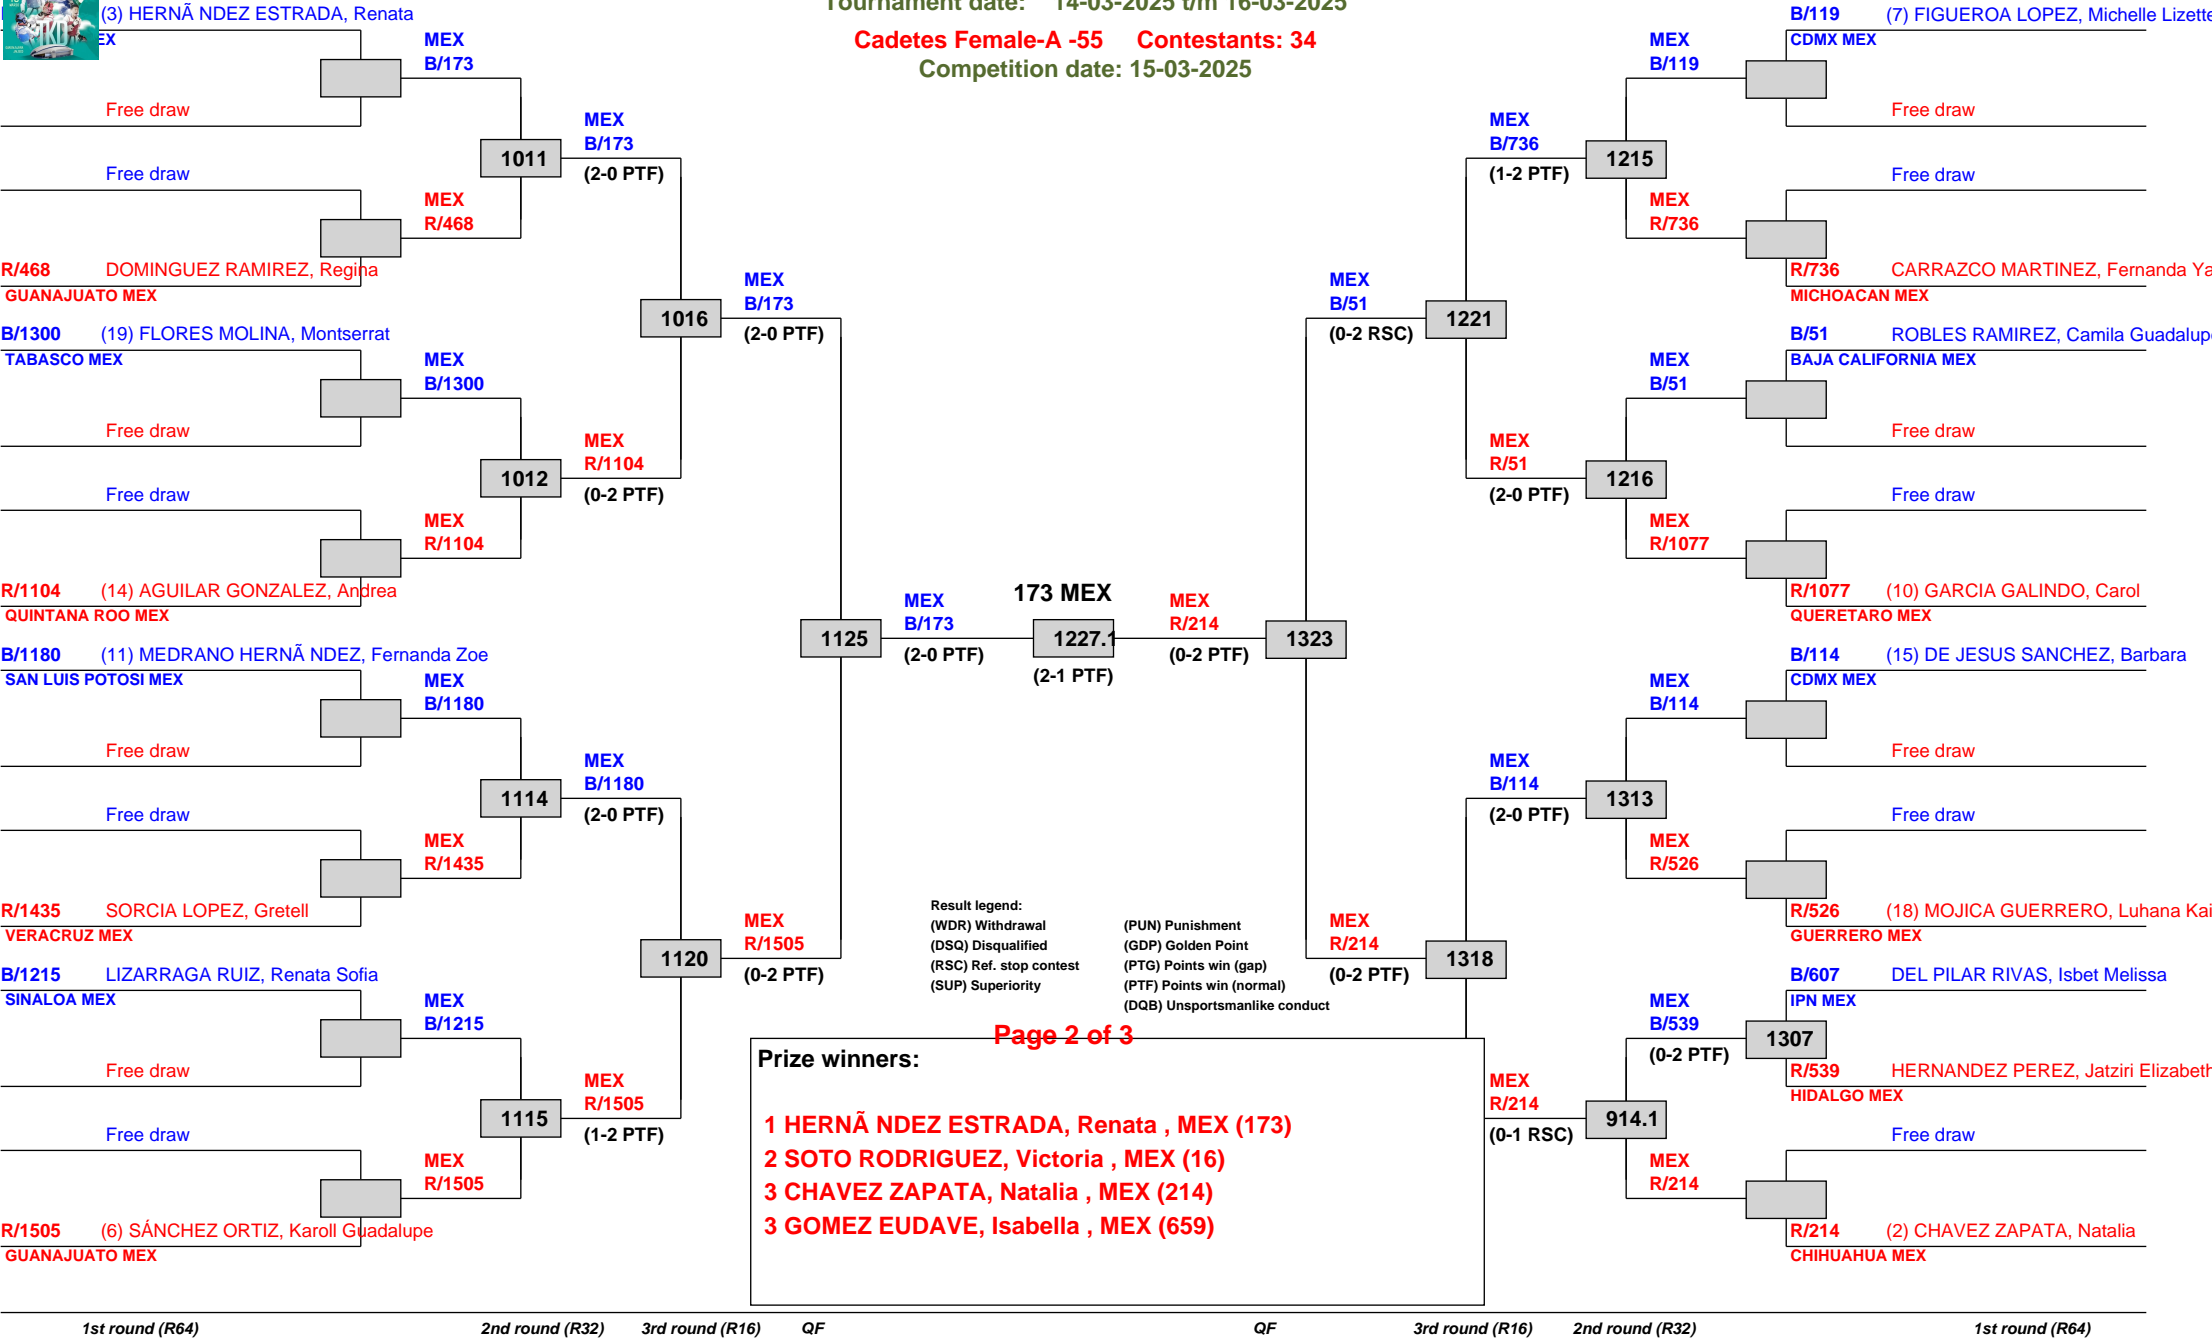 Tournament date: 14-03-2025 t/m 16-03-2025
Cadetes Female-A -55 Contestants: 34
Competition date: 15-03-2025
TKD
(3) HERNÃ NDEZ ESTRADA, Renata
EX
Free draw
Free draw
R/468 DOMINGUEZ RAMIREZ, Regina
GUANAJUATO MEX
B/1300 (19) FLORES MOLINA, Montserrat
TABASCO MEX
Free draw
Free draw
R/1104 (14) AGUILAR GONZALEZ, Andrea
QUINTANA ROO MEX
B/1180 (11) MEDRANO HERNÃ NDEZ, Fernanda Zoe
SAN LUIS POTOSI MEX
Free draw
Free draw
R/1435 SORCIA LOPEZ, Gretell
VERACRUZ MEX
B/1215 LIZARRAGA RUIZ, Renata Sofia
SINALOA MEX
Free draw
Free draw
R/1505 (6) SÁNCHEZ ORTIZ, Karoll Guadalupe
GUANAJUATO MEX
MEX
B/173
1011
MEX
R/468
MEX
B/1300
1012
MEX
R/1104
MEX
B/1180
1114
MEX
R/1435
MEX
B/1215
1115
MEX
R/1505
MEX
B/173
(2-0 PTF)
1016
MEX
R/1104
(0-2 PTF)
MEX
B/1180
(2-0 PTF)
1120
MEX
R/1505
(1-2 PTF)
MEX
B/173
(2-0 PTF)
1125
MEX
R/1505
(0-2 PTF)
MEX
B/173
(2-0 PTF)
173 MEX
1227.1
(2-1 PTF)
MEX
R/214
(0-2 PTF)
1323
MEX
B/51
(0-2 RSC)
1221
MEX
R/214
(0-2 PTF)
1318
MEX
B/736
(1-2 PTF)
1215
MEX
R/51
(2-0 PTF)
1216
MEX
B/114
(2-0 PTF)
1313
MEX
R/214
(0-1 RSC)
914.1
MEX
B/119
MEX
R/736
MEX
B/51
MEX
R/1077
MEX
B/114
MEX
R/526
MEX
B/539
(0-2 PTF)
1307
MEX
R/214
B/119 (7) FIGUEROA LOPEZ, Michelle Lizette
CDMX MEX
Free draw
Free draw
R/736 CARRAZCO MARTINEZ, Fernanda Ya
MICHOACAN MEX
B/51 ROBLES RAMIREZ, Camila Guadalup
BAJA CALIFORNIA MEX
Free draw
Free draw
R/1077 (10) GARCIA GALINDO, Carol
QUERETARO MEX
B/114 (15) DE JESUS SANCHEZ, Barbara
CDMX MEX
Free draw
Free draw
R/526 (18) MOJICA GUERRERO, Luhana Kai
GUERRERO MEX
B/607 DEL PILAR RIVAS, Isbet Melissa
IPN MEX
R/539 HERNANDEZ PEREZ, Jatziri Elizabeth
HIDALGO MEX
Free draw
R/214 (2) CHAVEZ ZAPATA, Natalia
CHIHUAHUA MEX
Result legend:
(WDR) Withdrawal (PUN) Punishment
(DSQ) Disqualified (GDP) Golden Point
(RSC) Ref. stop contest (PTG) Points win (gap)
(SUP) Superiority (PTF) Points win (normal)
(DQB) Unsportsmanlike conduct
Page 2 of 3
Prize winners:
1 HERNÃ NDEZ ESTRADA, Renata , MEX (173)
2 SOTO RODRIGUEZ, Victoria , MEX (16)
3 CHAVEZ ZAPATA, Natalia , MEX (214)
3 GOMEZ EUDAVE, Isabella , MEX (659)
1st round (R64) 2nd round (R32) 3rd round (R16) QF QF 3rd round (R16) 2nd round (R32) 1st round (R64)